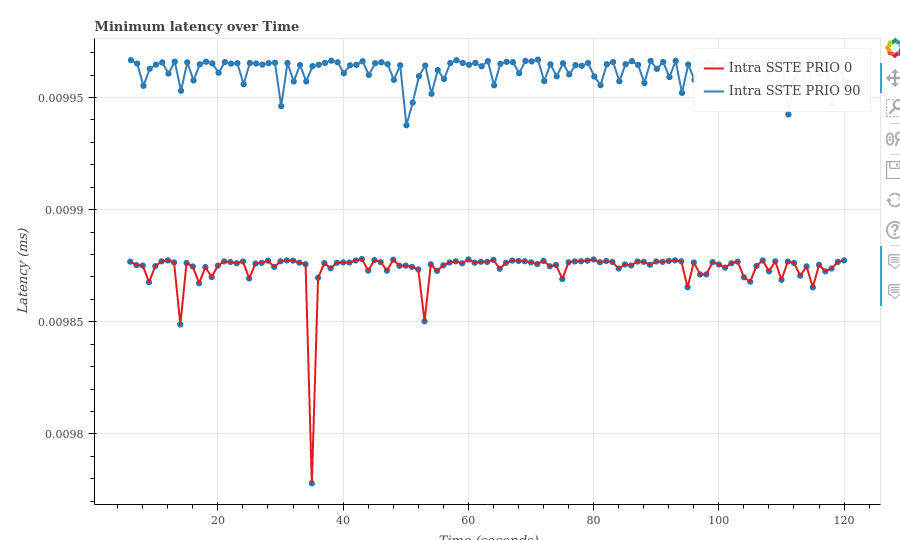 Minimum latency over Time
Intra SSTE PRIO 0
Intra SSTE PRIO 90
0.00995
0.0099
0.00985
0.0098
Latency (ms)
20 40 60 80 100 120
Time (seconds)